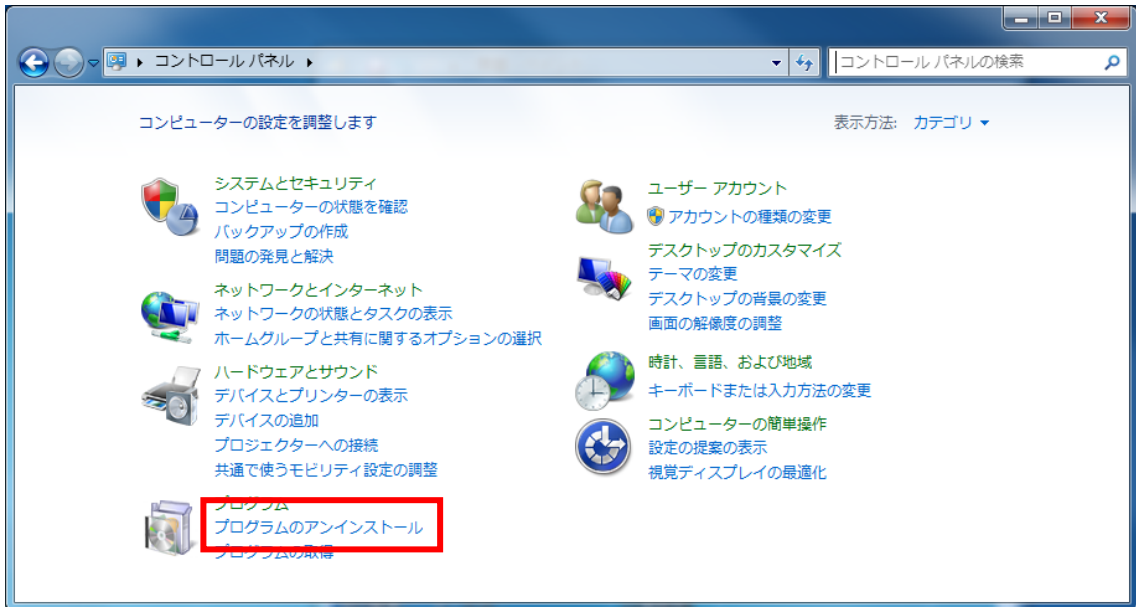 コントロール パネル
コントロール パネルの検索
コンピューターの設定を調整します
表示方法: カテゴリ
システムとセキュリティ
コンピューターの状態を確認
バックアップの作成
問題の発見と解決
ネットワークとインターネット
ネットワークの状態とタスクの表示
ホームグループと共有に関するオプションの選択
ハードウェアとサウンド
デバイスとプリンターの表示
デバイスの追加
プロジェクターへの接続
共通で使うモビリティ設定の調整
プログラム
プログラムのアンインストール
プログラムの取得
ユーザー アカウント
アカウントの種類の変更
デスクトップのカスタマイズ
テーマの変更
デスクトップの背景の変更
画面の解像度の調整
時計、言語、および地域
キーボードまたは入力方法の変更
コンピューターの簡単操作
設定の提案の表示
視覚ディスプレイの最適化